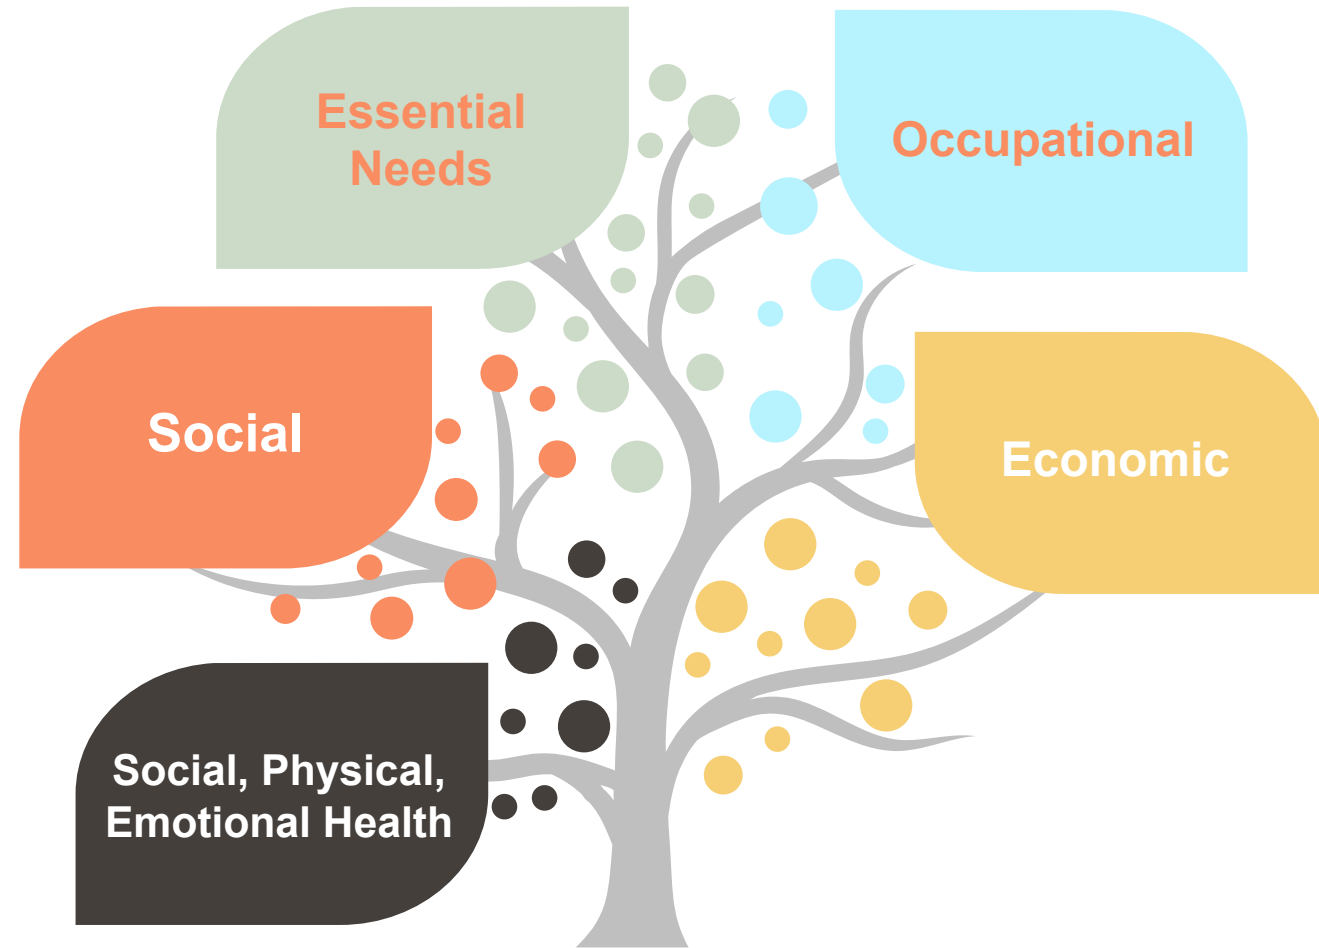 Essential
Needs
Occupational
Social
Economic
Social, Physical,
Emotional Health